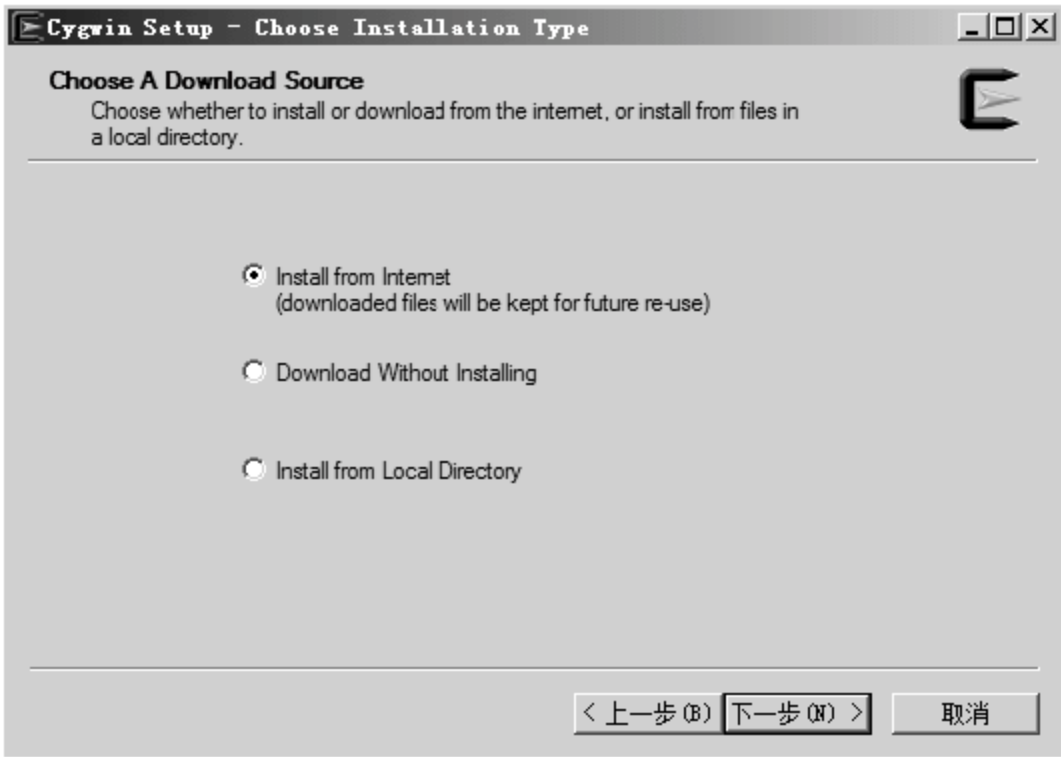 Cygwin Setup - Choose Installation Type
Choose A Download Source
Choose whether to install or download from the internet, or install from files in
a local directory.
Install from Internet
(downloaded files will be kept for future re-use)
Download Without Installing
Install from Local Directory
< 上一步(B) 下一步(N) > 取消